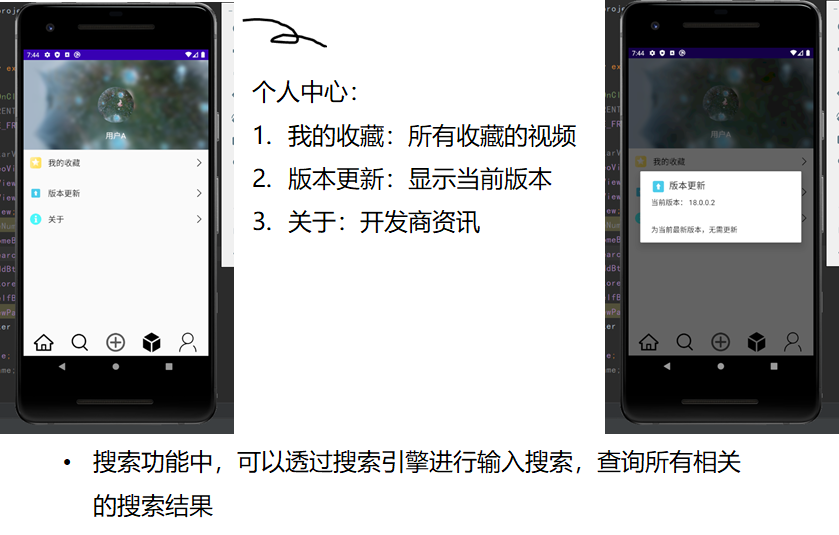 7:44
用户A
我的收藏
版本更新
关于
个人中心：
1. 我的收藏：所有收藏的视频
2. 版本更新：显示当前版本
3. 关于：开发商资讯
7:44
用户A
我的收藏
版本更新
当前版本： 18.0.0.2
为当前最新版本，无需更新
• 搜索功能中，可以透过搜索引擎进行输入搜索，查询所有相关
的搜索结果